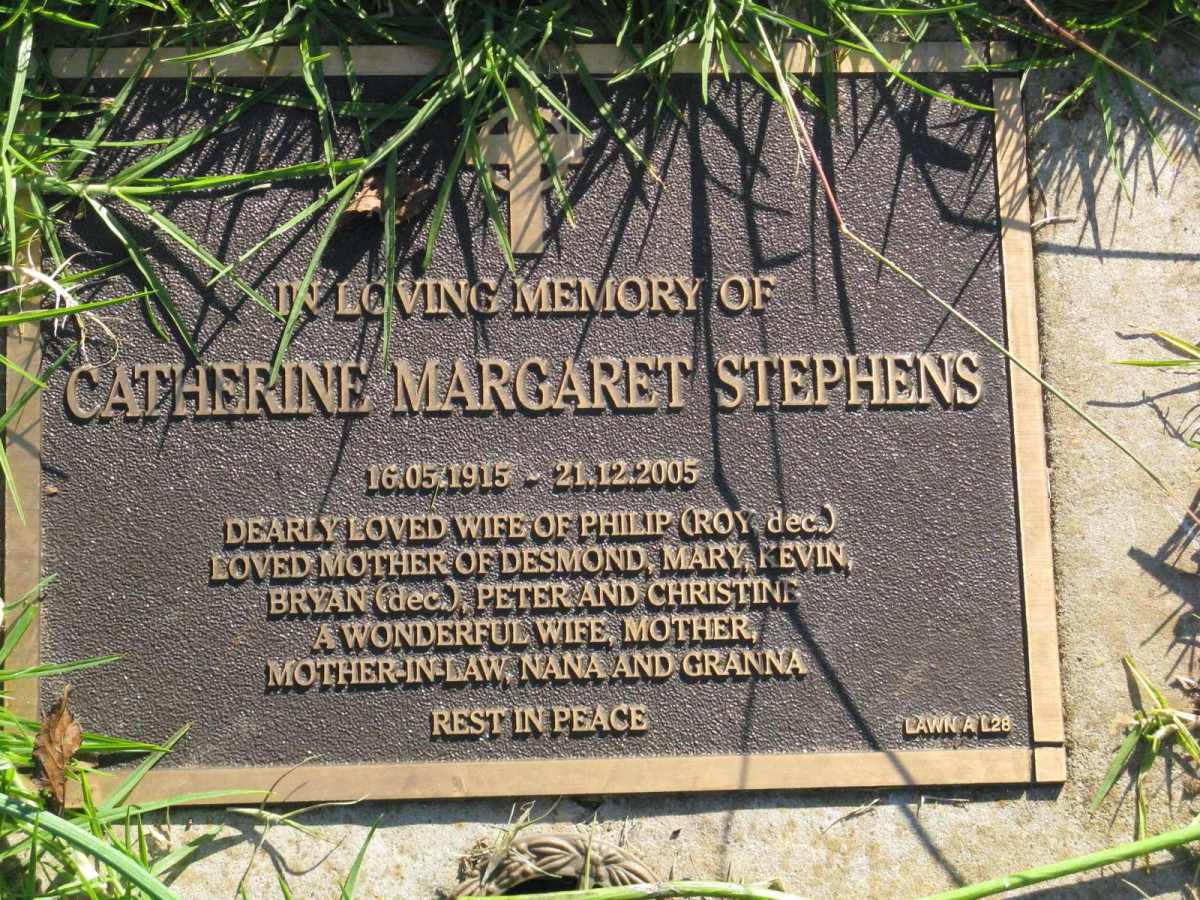 IN LOVING MEMORY OF
CATHERINE MARGARET STEPHENS
16.05.1915 ~ 21.12.2005
DEARLY LOVED WIFE OF PHILIP (ROY, dec.)
LOVED MOTHER OF DESMOND, MARY, KEVIN,
BRYAN (dec.), PETER AND CHRISTINE
A WONDERFUL WIFE, MOTHER,
MOTHER-IN-LAW, NANA AND GRANNA
REST IN PEACE
LAWN A L28